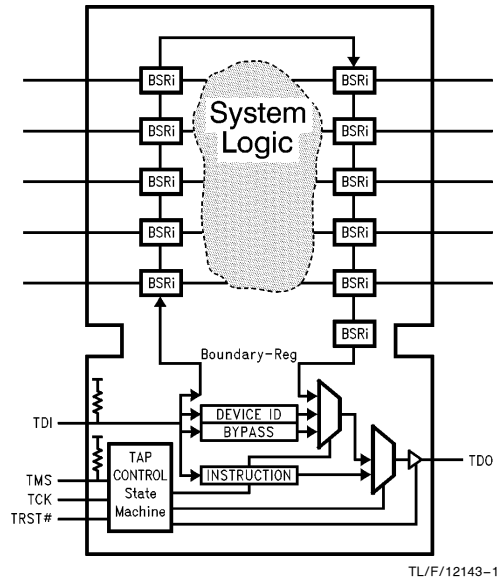 BSRi BSRi
System
Logic
BSRi BSRi
BSRi BSRi
BSRi BSRi
BSRi BSRi
BSRi
Boundary-Reg
TDI
DEVICE ID
BYPASS
INSTRUCTION
TDO
TMS
TCK
TRST#
TAP
CONTROL
State
Machine
TL/F/12143-1